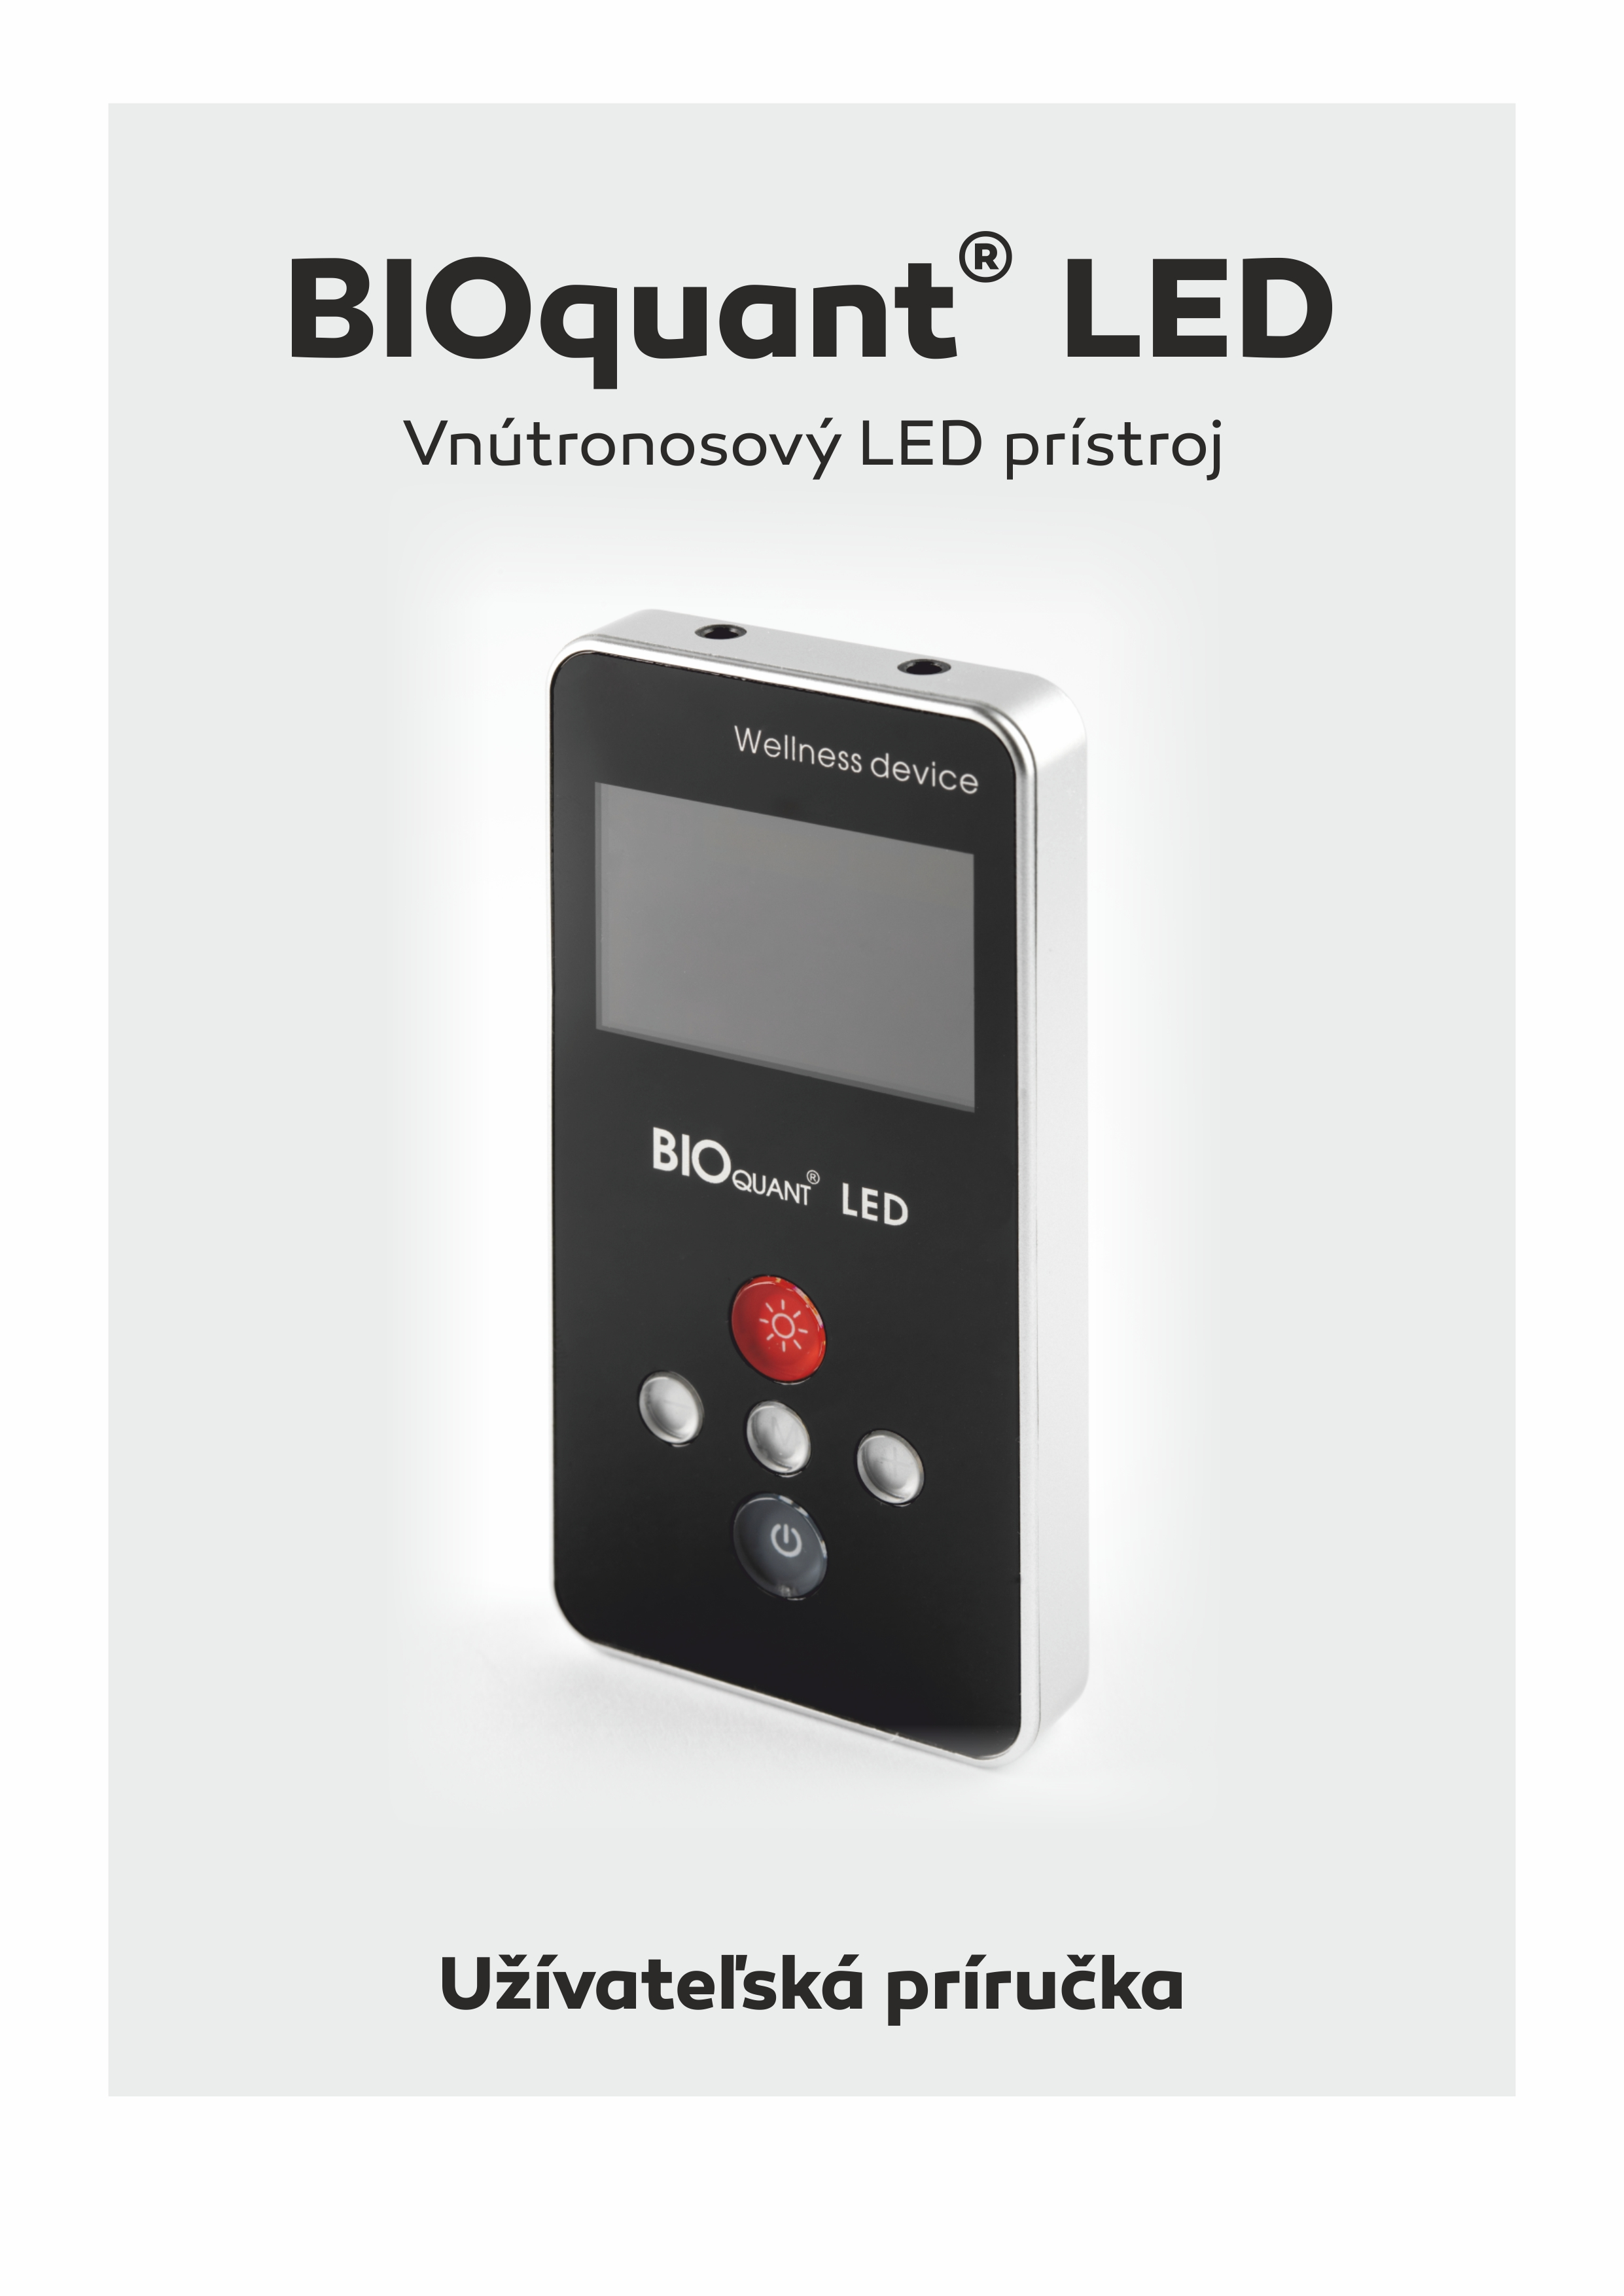 BIOquant® LED
Vnútronosový LED prístroj
Wellness device
BIOQUANT® LED
Užívateľská príručka